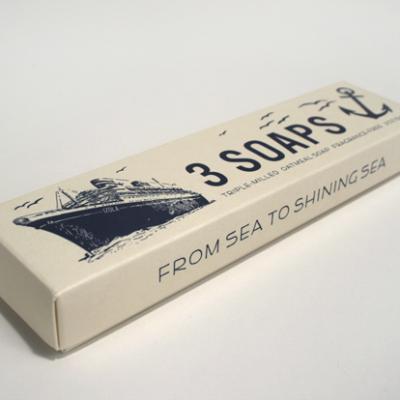 3 SOAPS
TRIPLE-MILLED OATMEAL SOAP FRAGRANCE-FREE
FROM SEA TO SHINING SEA